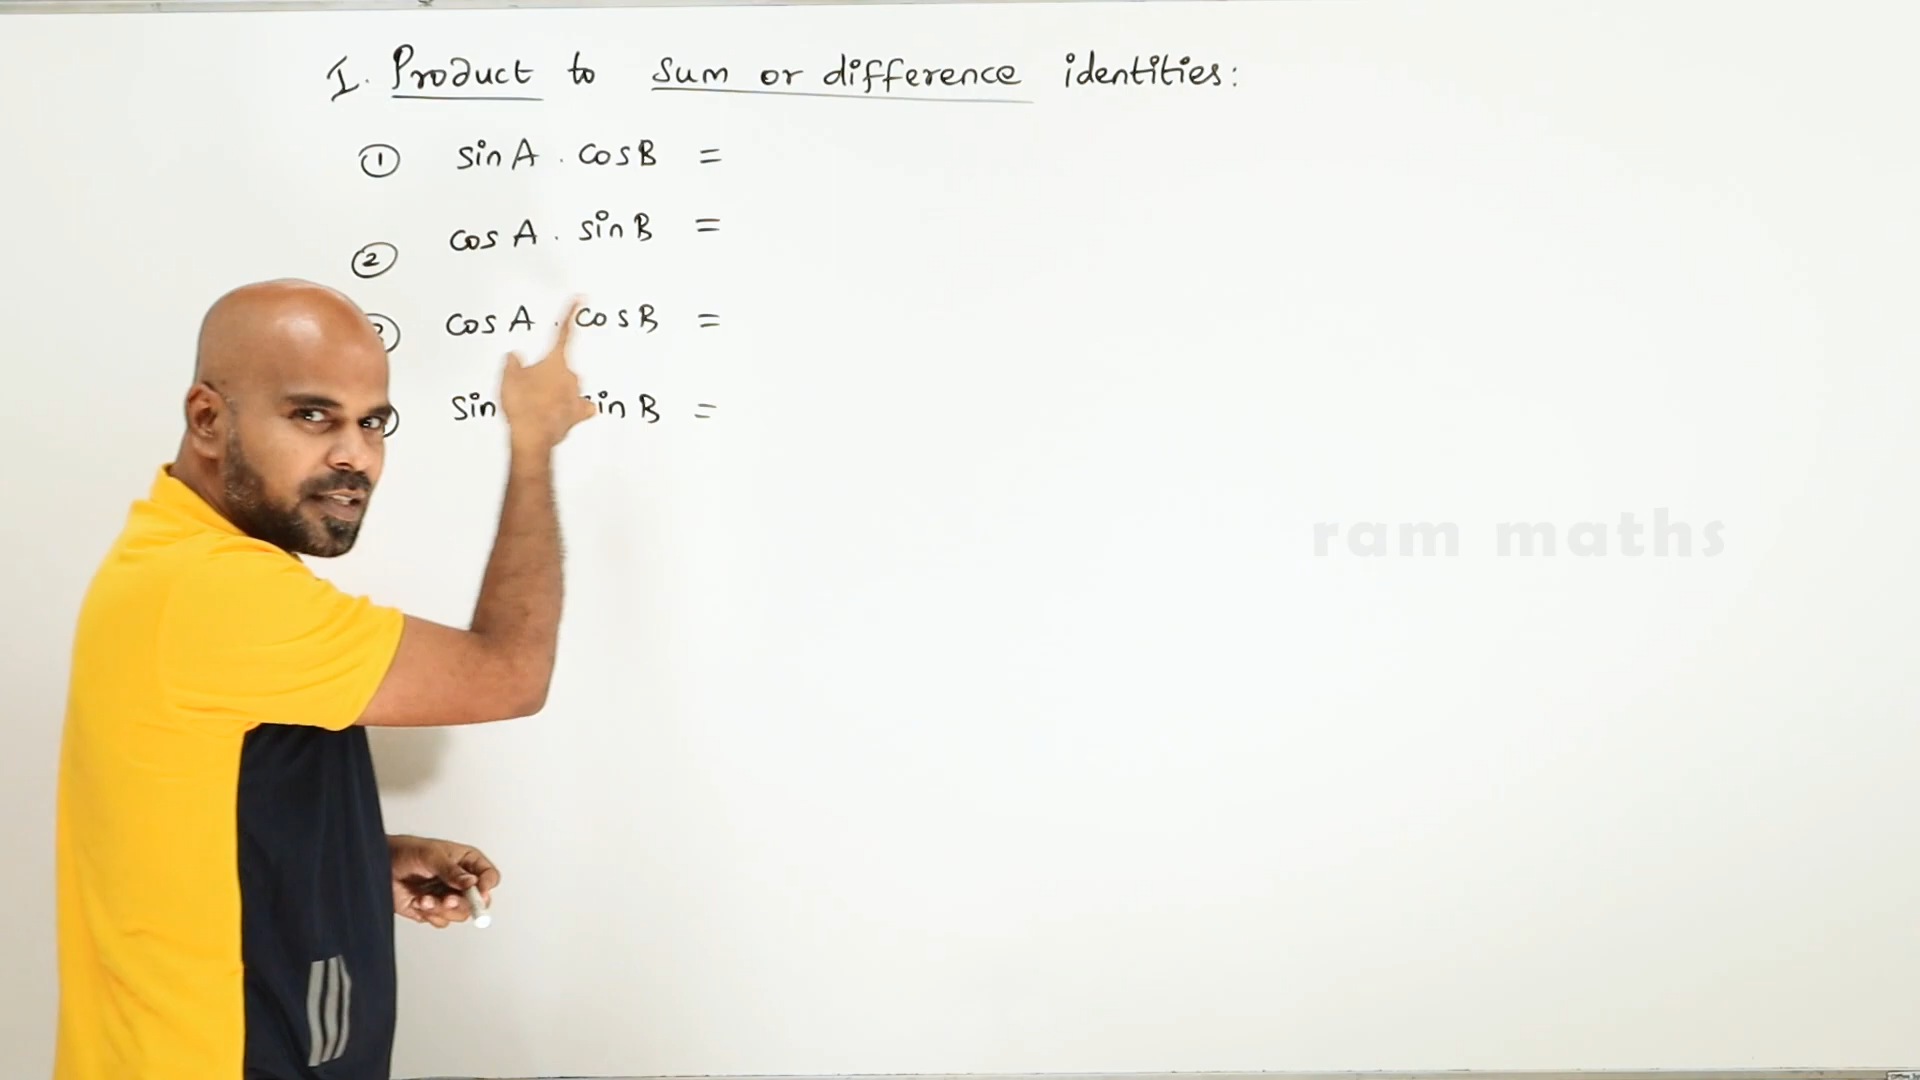 I. Product to sum or difference identities:
① sin A . cos B =
② cos A . sin B =
cos A . cos B =
sin in B =
ram maths